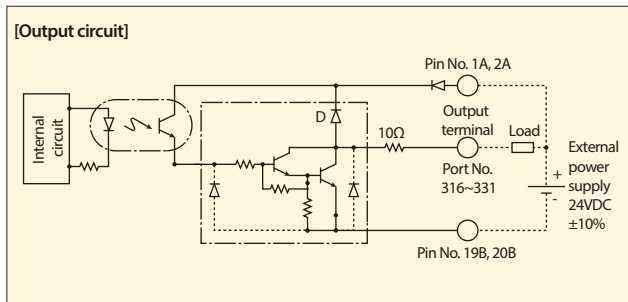 [Output circuit]
Pin No. 1A, 2A
Internal
circuit
D
10Ω
Output
terminal
Load
Port No.
316~331
External
power
supply
24VDC
±10%
+
-
Pin No. 19B, 20B